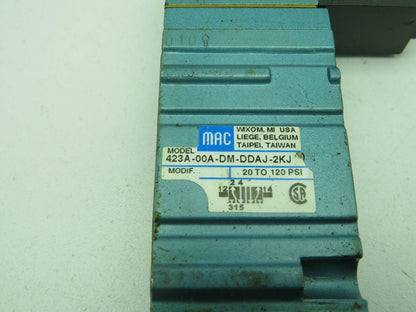 MAC
WIXOM, MI USA
LIEGE, BELGIUM
TAIPEI, TAIWAN
MODEL
423A-00A-DM-DDAJ-2KJ
MODIF.
20 TO 120 PSI
2 4
314
315